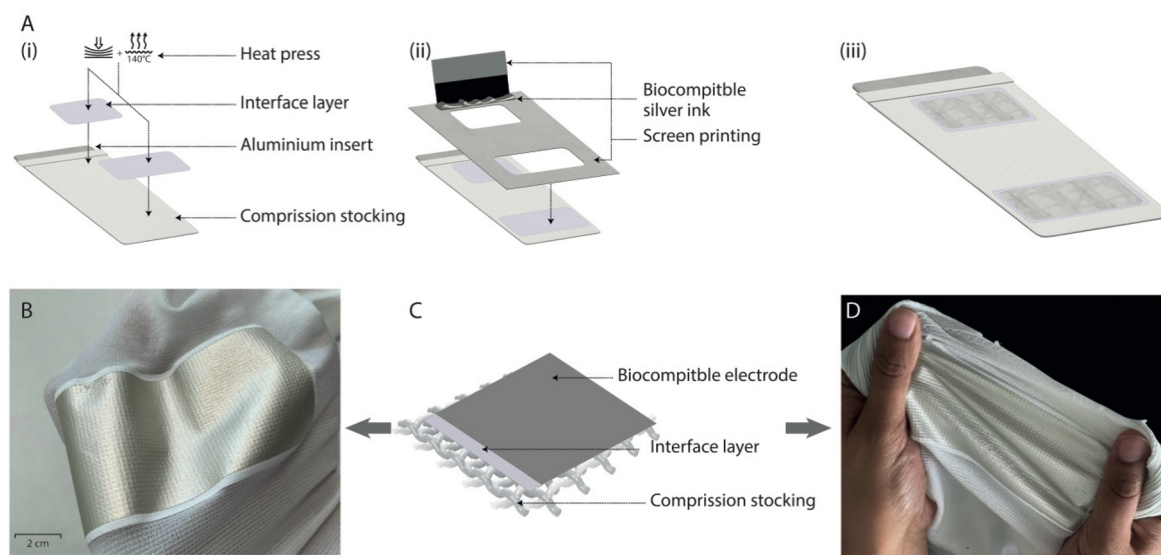 A
(i)
+
140°C
Heat press
Interface layer
Aluminium insert
Comprission stocking
(ii)
Biocompitble
silver ink
Screen printing
(iii)
B
2 cm
C
Biocompitble electrode
Interface layer
Comprission stocking
D